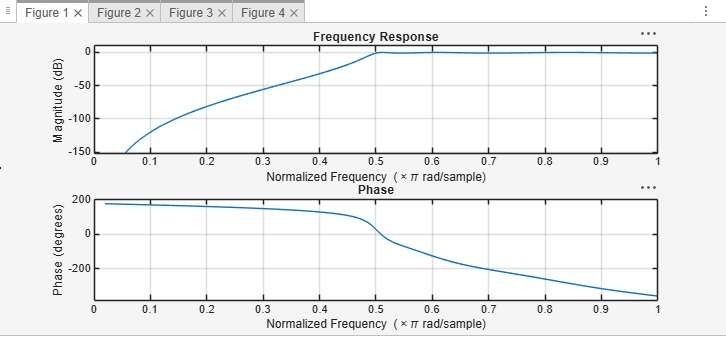 Figure 1 × Figure 2 × Figure 3 × Figure 4 ×
Frequency Response
Magnitude (dB)
0
-50
-100
-150
0 0.1 0.2 0.3 0.4 0.5 0.6 0.7 0.8 0.9 1
Normalized Frequency (× π rad/sample)
Phase
Phase (degrees)
200
0
-200
0 0.1 0.2 0.3 0.4 0.5 0.6 0.7 0.8 0.9 1
Normalized Frequency (× π rad/sample)